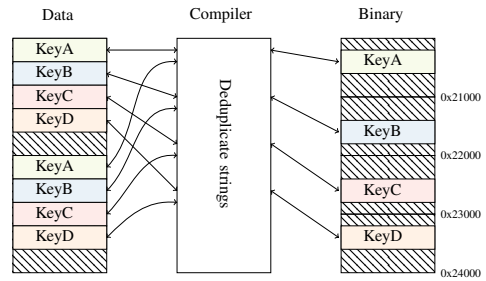 Data
Compiler
Binary
KeyA
KeyB
KeyC
KeyD
KeyA
KeyB
KeyC
KeyD
Deduplicate strings
KeyA
0x21000
KeyB
0x22000
KeyC
0x23000
KeyD
0x24000